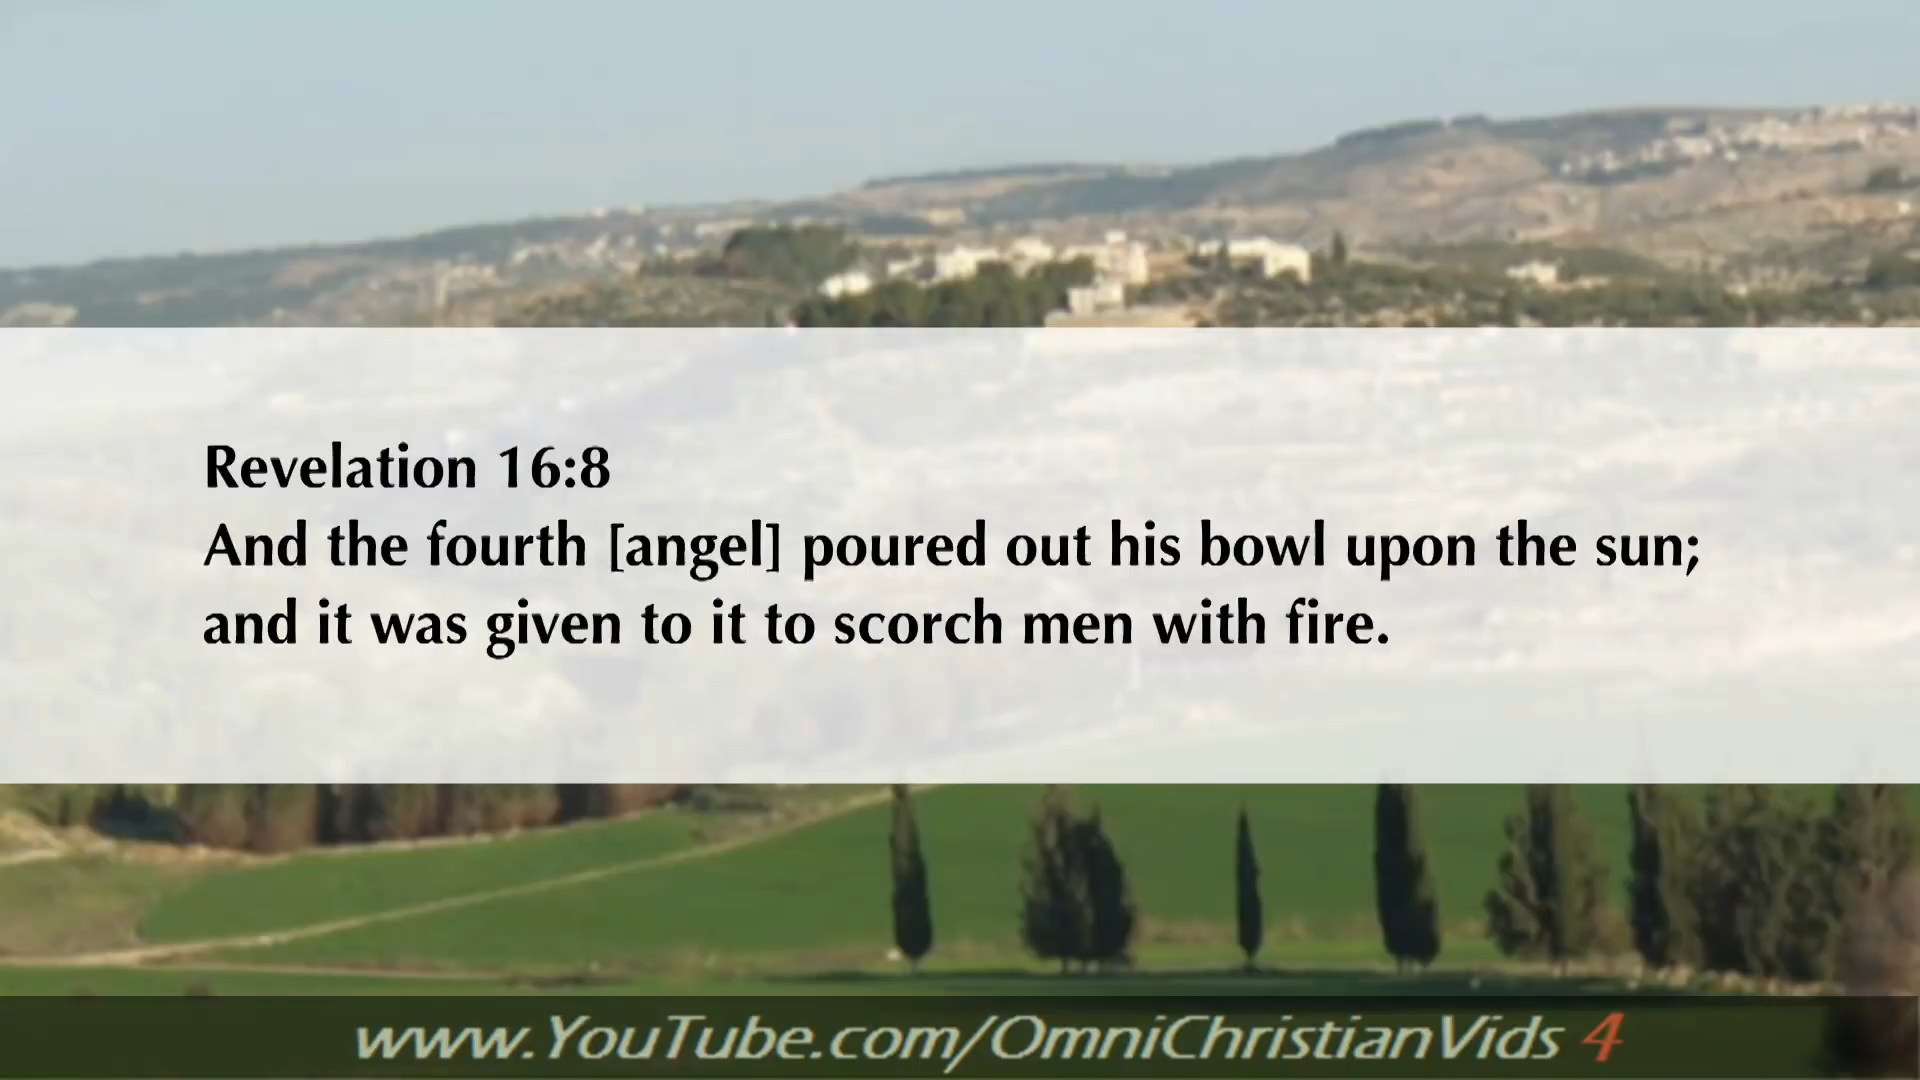 Revelation 16:8
And the fourth [angel] poured out his bowl upon the sun;
and it was given to it to scorch men with fire.
www.YouTube.com/OmniChristianVids 4